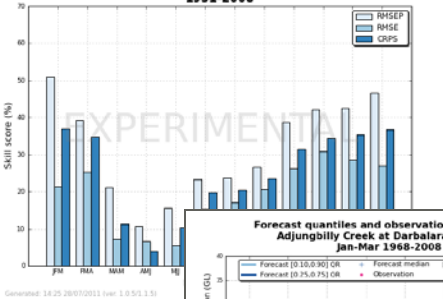 70
RMSEP
RMSE
CRPS
60
50
40
30
20
10
0
Skill score (%)
EXPERIMENTAL
JFM FMA MAM AMJ MJJ
Generated: 14:25 28/07/2011 (ver: 1.0.5/1.3.5)
Forecast quantiles and observatio
Adjungbilly Creek at Darbalara
Jan-Mar 1968-2008
40
35
Forecast [0.10,0.90] QR
Forecast [0.25,0.75] QR
Forecast median
Observation
n (GL)